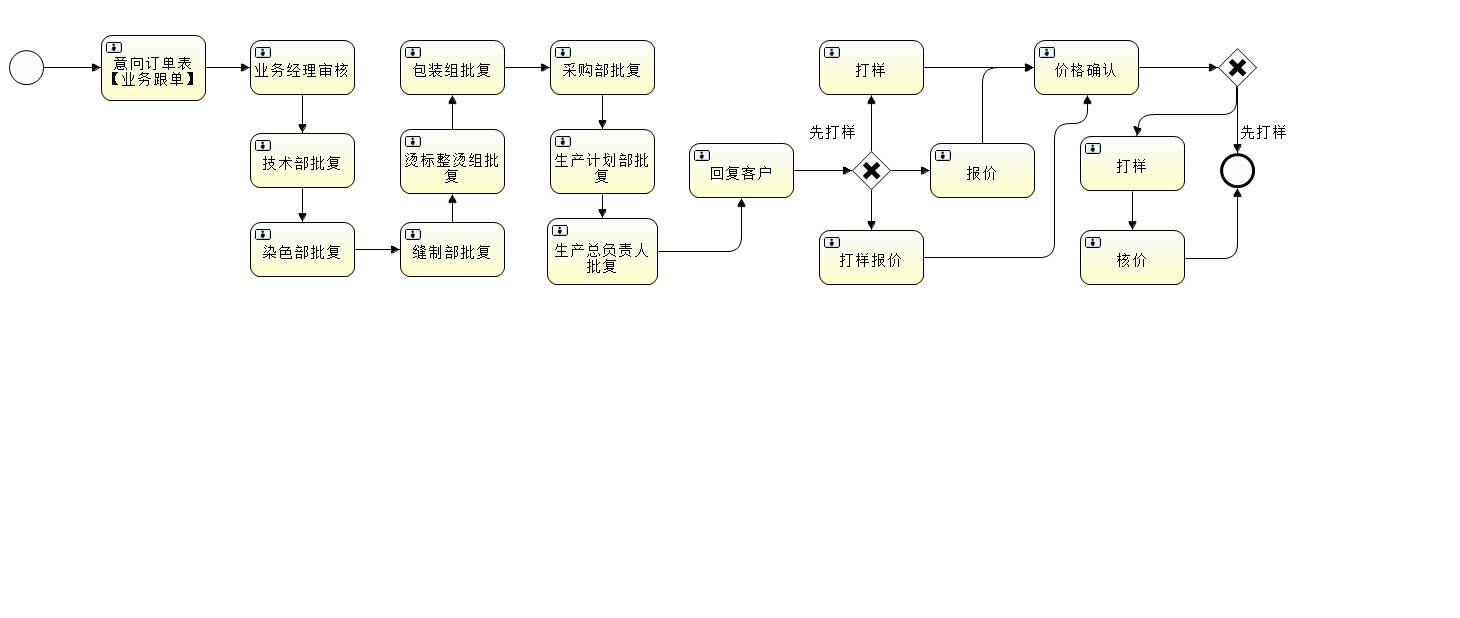 意向订单表
【业务跟单】
业务经理审核
技术部批复
染色部批复
缝制部批复
烫标整烫组批
复
包装组批复
采购部批复
生产计划部批
复
生产总负责人
批复
回复客户
先打样
打样
报价
打样报价
价格确认
先打样
打样
核价